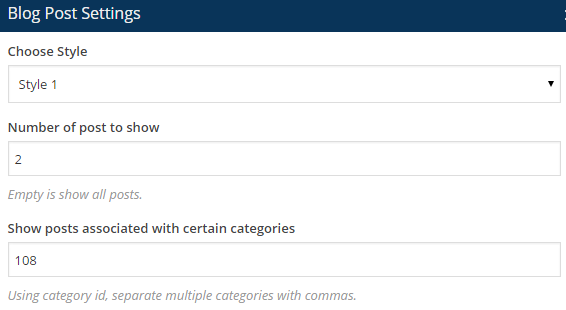 Blog Post Settings
Choose Style
Style 1
Number of post to show
2
Empty is show all posts.
Show posts associated with certain categories
108
Using category id, separate multiple categories with commas.